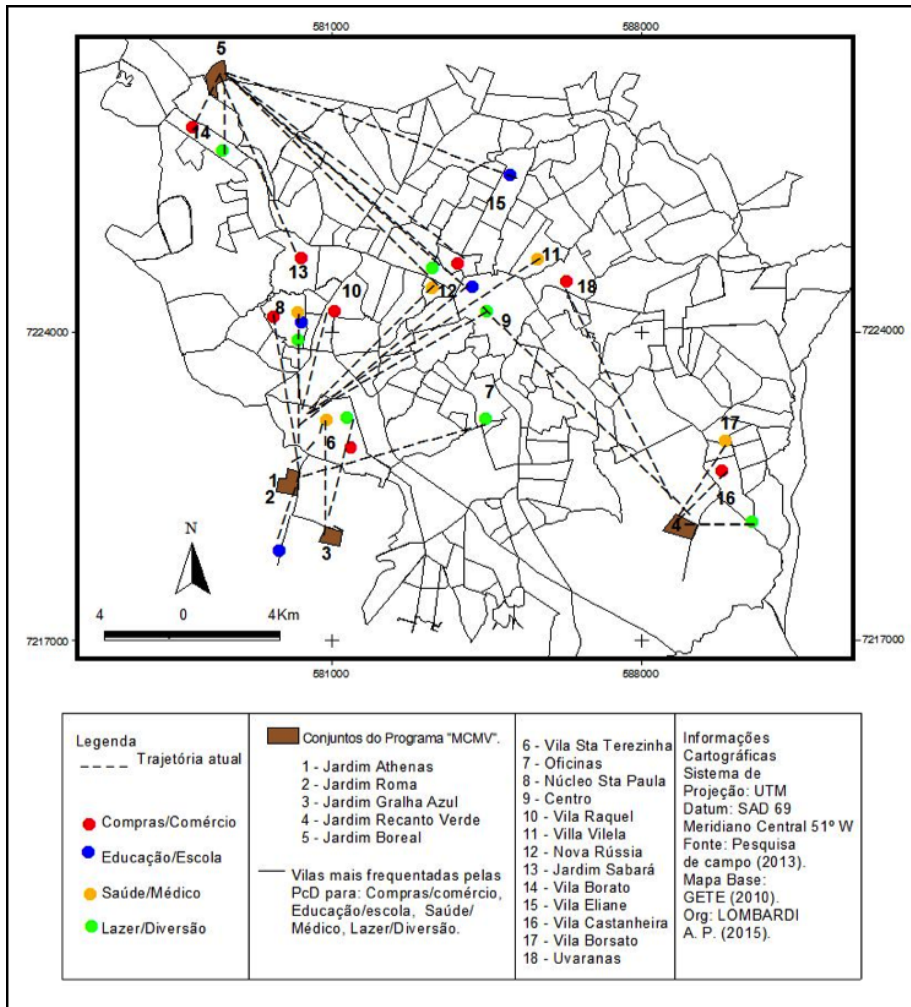 581000
588000
5
14
15
11
13
12
18
10
8
7224000
7224000
9
7
17
6
1
2
16
4
N
3
4
0
4Km
7217000
7217000
581000
588000
Legenda
Trajetória atual
Compras/Comércio
Educação/Escola
Saúde/Médico
Lazer/Diversão
Conjuntos do Programa "MCMV".
1 - Jardim Athenas
2 - Jardim Roma
3 - Jardim Gralha Azul
4 - Jardim Recanto Verde
5 - Jardim Boreal
Vilas mais frequentadas pelas
PcD para: Compras/comércio,
Educação/escola, Saúde/
Médico, Lazer/Diversão.
6 - Vila Sta Terezinha
7 - Oficinas
8 - Núcleo Sta Paula
9 - Centro
10 - Vila Raquel
11 - Villa Vilela
12 - Nova Rússia
13 - Jardim Sabará
14 - Vila Borato
15 - Vila Eliane
16 - Vila Castanheira
17 - Vila Borsato
18 - Uvaranas
Informações
Cartográficas
Sistema de
Projeção: UTM
Datum: SAD 69
Meridiano Central 51º W
Fonte: Pesquisa
de campo (2013).
Mapa Base:
GETE (2010).
Org: LOMBARDI
A. P. (2015).